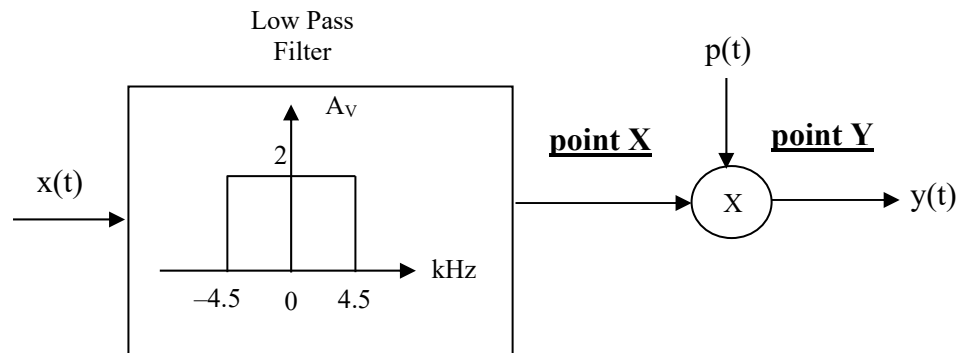 Low Pass
Filter
p(t)
A_V
point X
point Y
2
x(t)
X
y(t)
kHz
–4.5
0
4.5